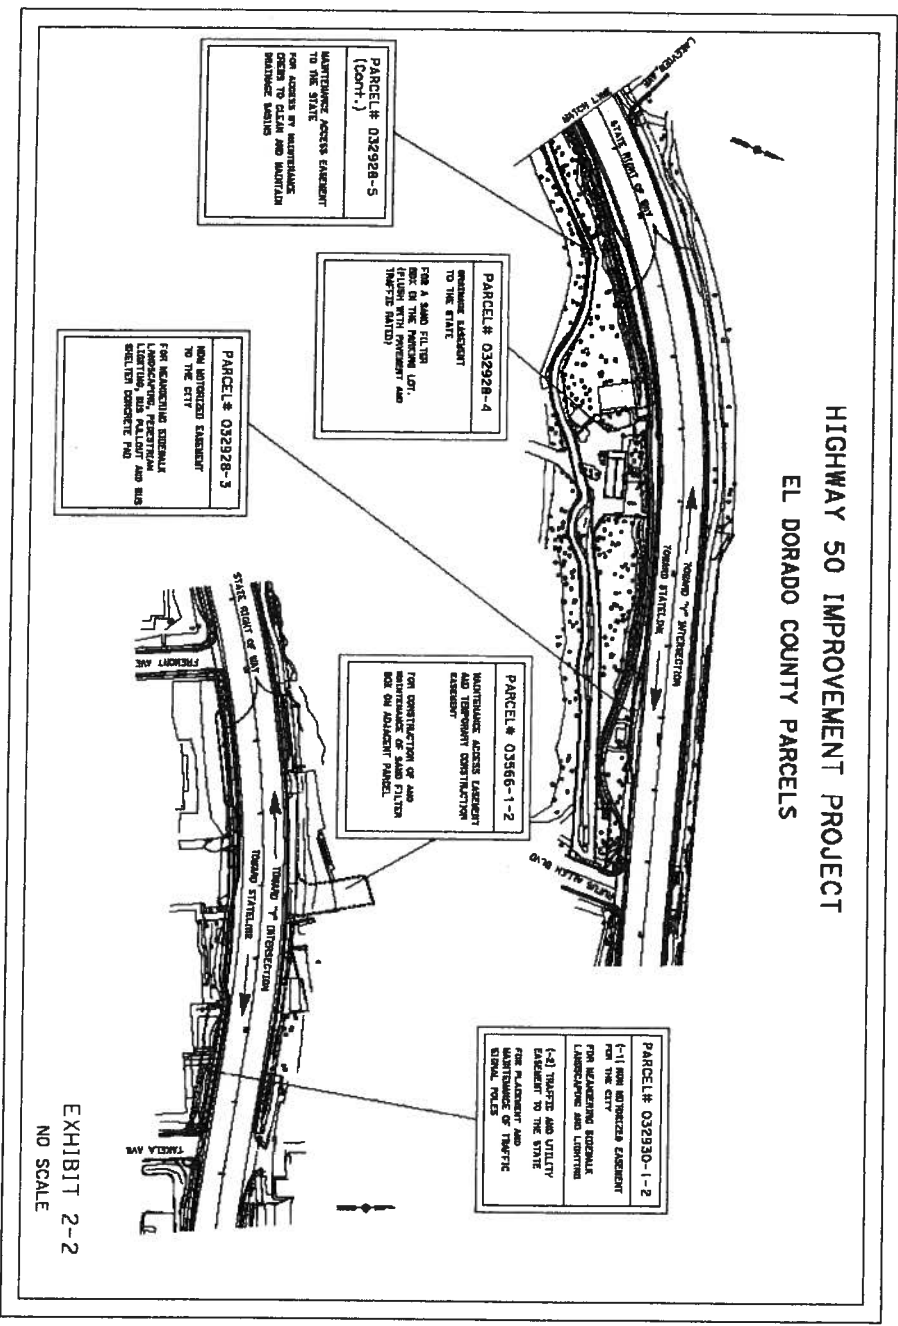 HIGHWAY 50 IMPROVEMENT PROJECT
EL DORADO COUNTY PARCELS
LAKEVIEW AVE
MATCH LINE
STATE RIGHT OF WAY
TOWARD "Y" INTERSECTION
TOWARD STATELINE
RUFUS ALLEN BLVD
PARCEL# 032928-5
(Cont.)
MAINTENANCE ACCESS EASEMENT
TO THE STATE
FOR ACCESS BY MAINTENANCE
CREWS TO CLEAN AND MAINTAIN
DRAINAGE BASINS
PARCEL# 032928-4
DRAINAGE EASEMENT
TO THE STATE
FOR A SAND FILTER
BOX IN THE PARKING LOT.
(FLUSH WITH PAVEMENT AND
TRAFFIC RATED)
PARCEL# 032928-3
NON MOTORIZED EASEMENT
TO THE CITY
FOR MEANDERING SIDEWALK
LANDSCAPING, PEDESTRIAN
LIGHTING, BUS PULLOUT AND BUS
SHELTER CONCRETE PAD
PARCEL# 03566-1-2
MAINTENANCE ACCESS EASEMENT
AND TEMPORARY CONSTRUCTION
EASEMENT
FOR CONSTRUCTION OF AND
MAINTENANCE OF SAND FILTER
BOX ON ADJACENT PARCEL
PARCEL# 032930-1-2
(-1) NON MOTORIZED EASEMENT
FOR THE CITY
FOR MEANDERING SIDEWALK
LANDSCAPING AND LIGHTING
(-2) TRAFFIC AND UTILITY
EASEMENT TO THE STATE
FOR PLACEMENT AND
MAINTENANCE OF TRAFFIC
SIGNAL POLES
STATE RIGHT OF WAY
FREMONT AVE
TOWARD "Y" INTERSECTION
TOWARD STATELINE
TAKELA AVE
EXHIBIT 2-2
NO SCALE